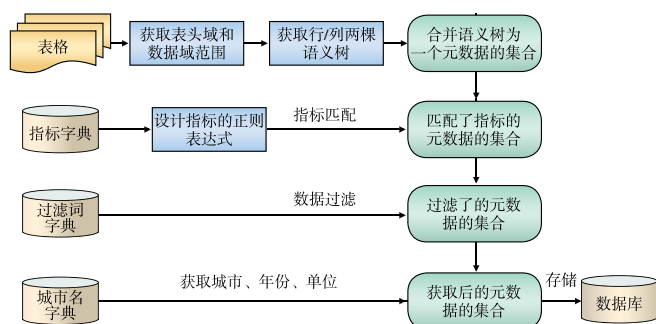 表格
获取表头域和
数据域范围
获取行/列两棵
语义树
合并语义树为
一个元数据的集合
指标字典
设计指标的正则
表达式
指标匹配
匹配了指标的
元数据的集合
过滤词
字典
数据过滤
过滤了的元数
据的集合
城市名
字典
获取城市、年份、单位
获取后的元数
据的集合
存储
数据库